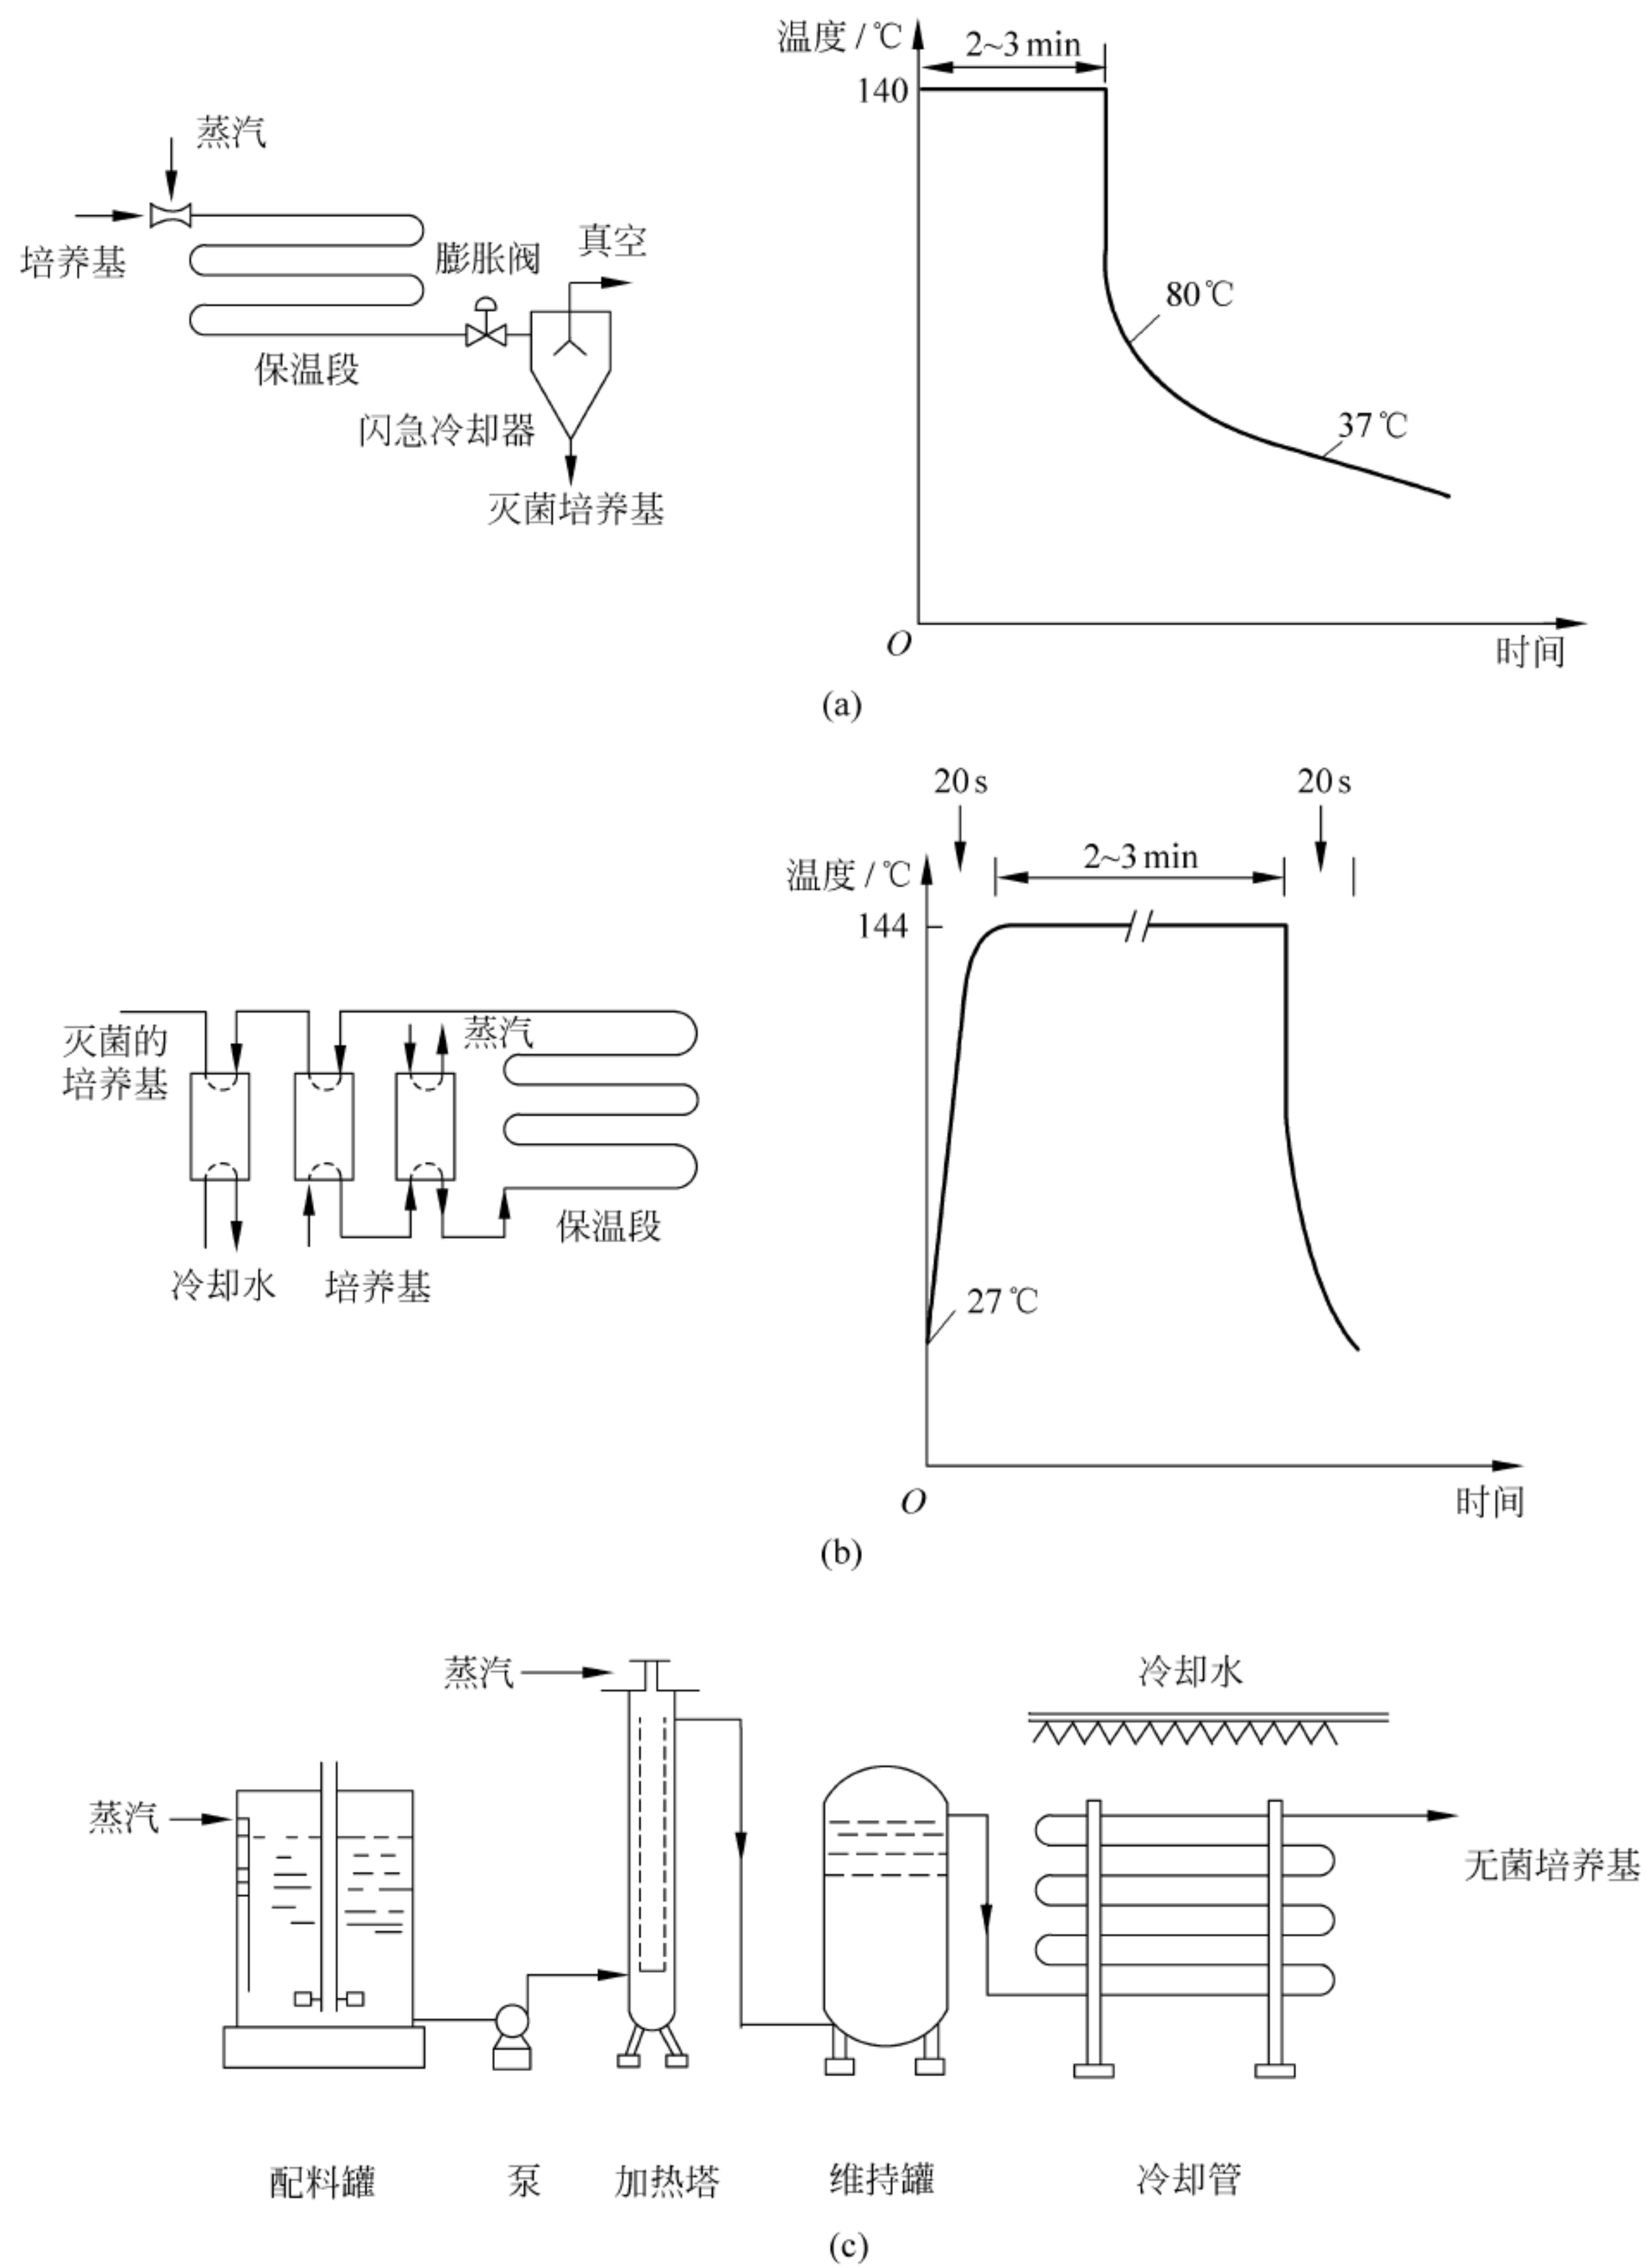 温度/℃
2~3 min
140
蒸汽
培养基
膨胀阀
真空
80℃
保温段
37℃
闪急冷却器
灭菌培养基
O
时间
(a)
20 s
20 s
2~3 min
温度/℃
144
灭菌的
培养基
蒸汽
保温段
冷却水
培养基
27℃
O
时间
(b)
蒸汽
冷却水
蒸汽
无菌培养基
配料罐
泵
加热塔
维持罐
冷却管
(c)